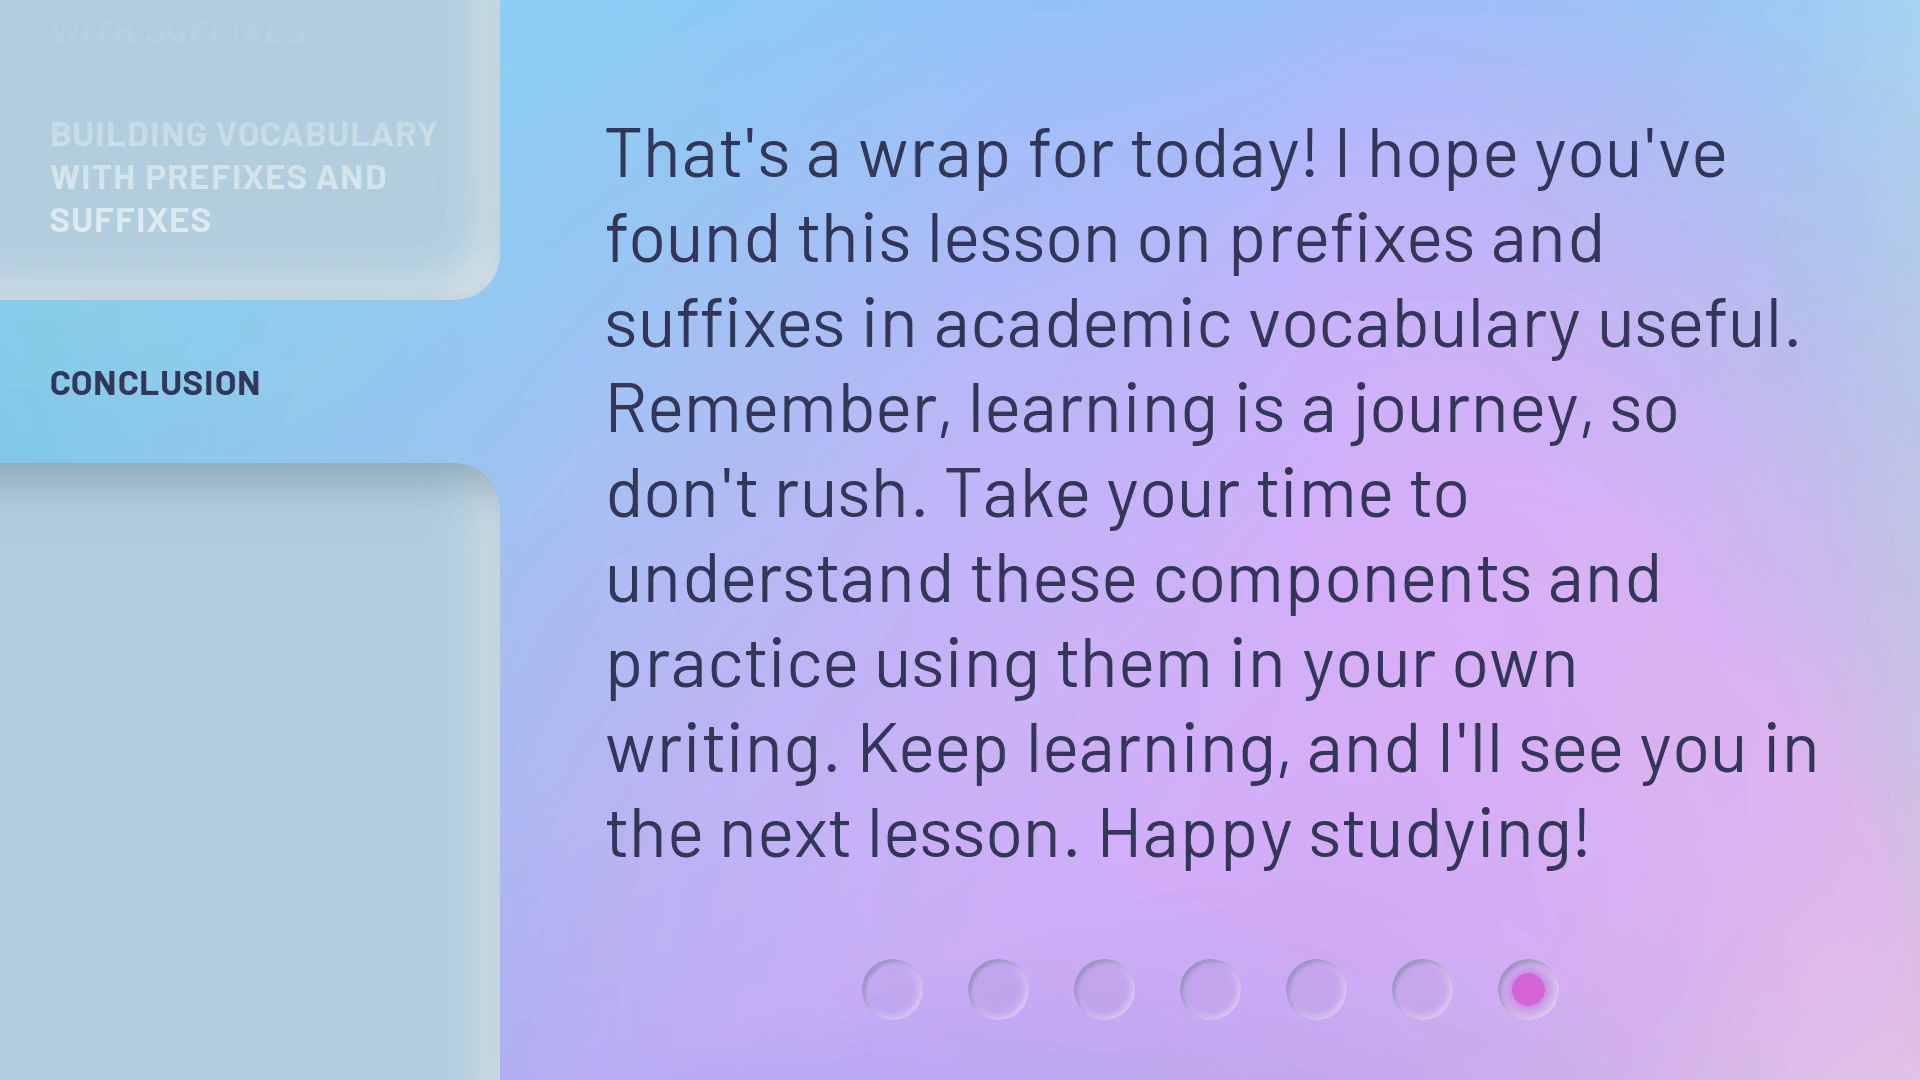 WITH SUFFIXES
BUILDING VOCABULARY
WITH PREFIXES AND
SUFFIXES
CONCLUSION
That's a wrap for today! I hope you've
found this lesson on prefixes and
suffixes in academic vocabulary useful.
Remember, learning is a journey, so
don't rush. Take your time to
understand these components and
practice using them in your own
writing. Keep learning, and I'll see you in
the next lesson. Happy studying!